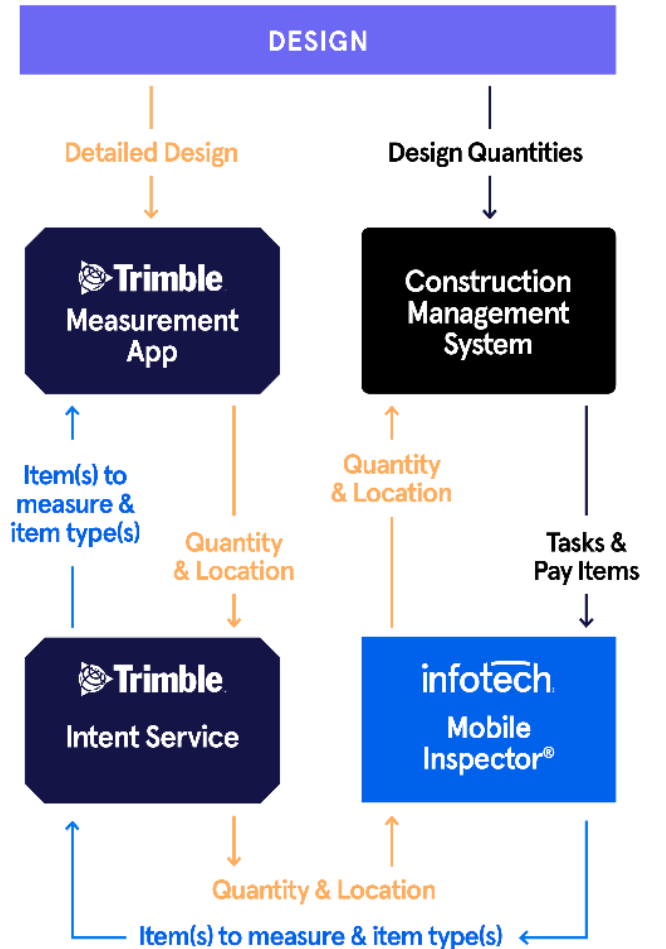 DESIGN
Detailed Design
Design Quantities
Trimble
Measurement
App
Construction
Management
System
Item(s) to
measure &
item type(s)
Quantity
& Location
Quantity
& Location
Tasks &
Pay Items
Trimble
Intent Service
infotech
Mobile
Inspector®
Quantity & Location
Item(s) to measure & item type(s)